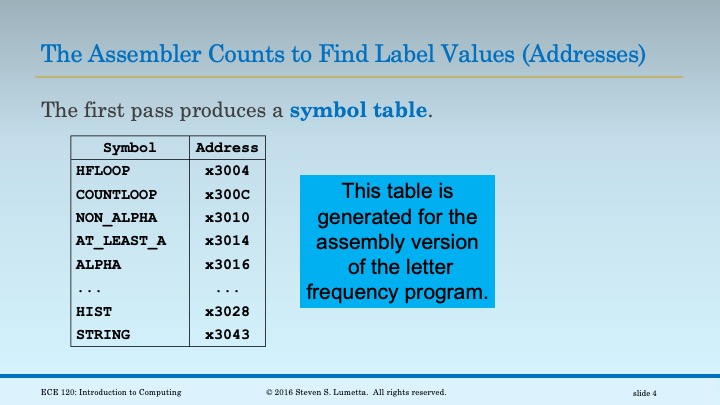 The Assembler Counts to Find Label Values (Addresses)
The first pass produces a symbol table.
Symbol Address
HFLOOP x3004
COUNTLOOP x300C
NON_ALPHA x3010
AT_LEAST_A x3014
ALPHA x3016
... ...
HIST x3028
STRING x3043
This table is
generated for the
assembly version
of the letter
frequency program.
ECE 120: Introduction to Computing © 2016 Steven S. Lumetta. All rights reserved. slide 4